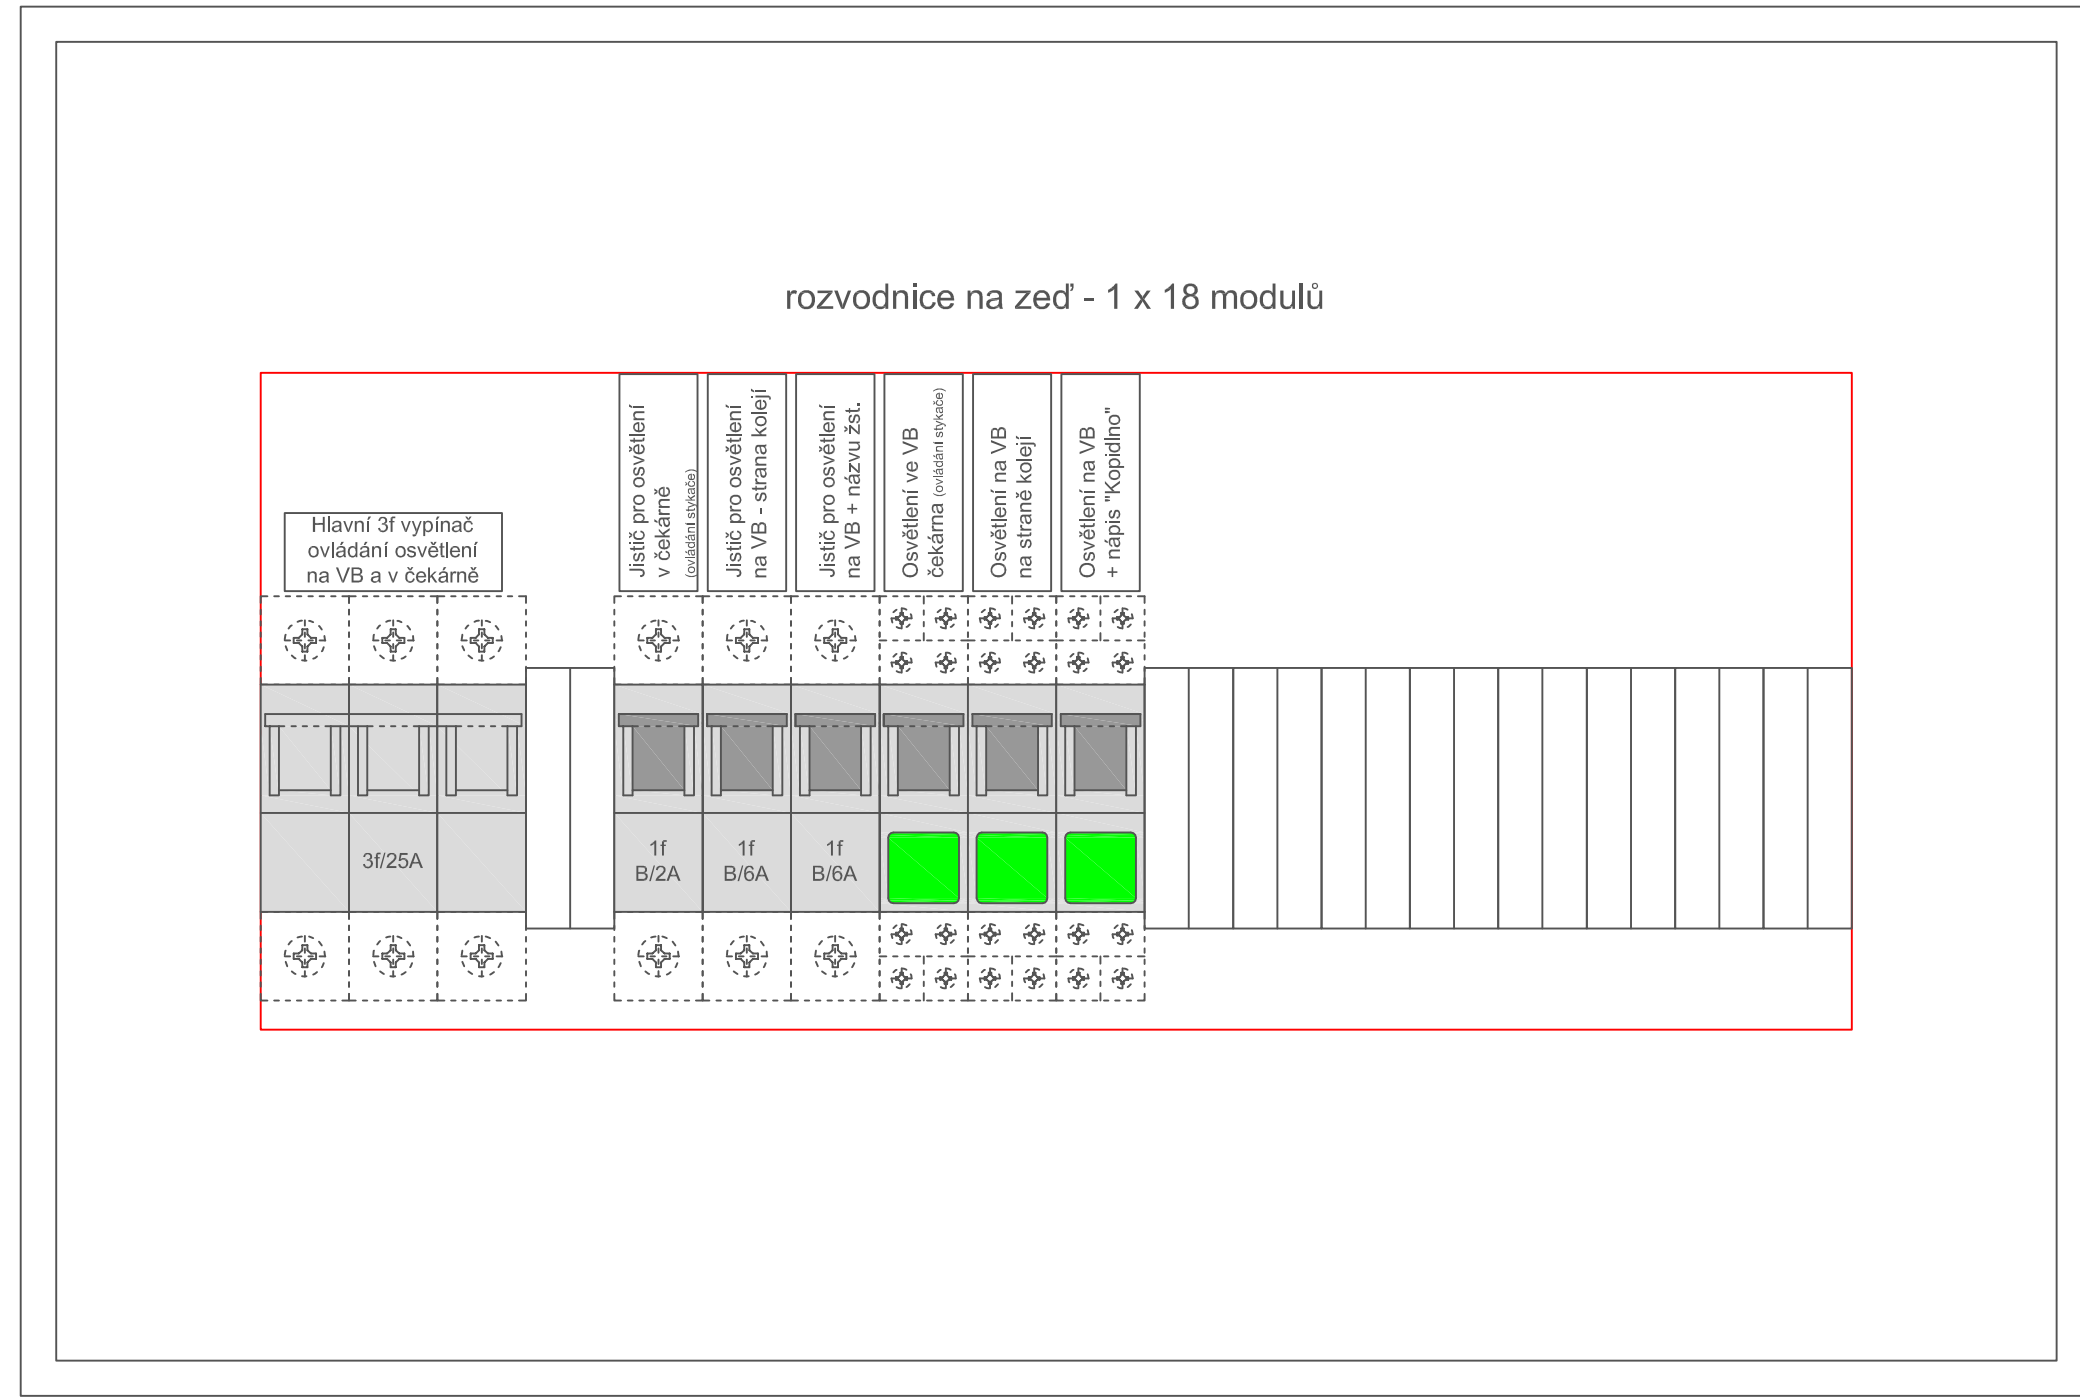 rozvodnice na zeď - 1 x 18 modulů
Hlavní 3f vypínač
ovládání osvětlení
na VB a v čekárně
Jistič pro osvětlení
v čekárně
(ovládání stykače)
Jistič pro osvětlení
na VB - strana kolejí
Jistič pro osvětlení
na VB + názvu žst.
Osvětlení ve VB
čekárna (ovládání stykače)
Osvětlení na VB
na straně kolejí
Osvětlení na VB
+ nápis "Kopidlno"
3f/25A
1f
B/2A
1f
B/6A
1f
B/6A